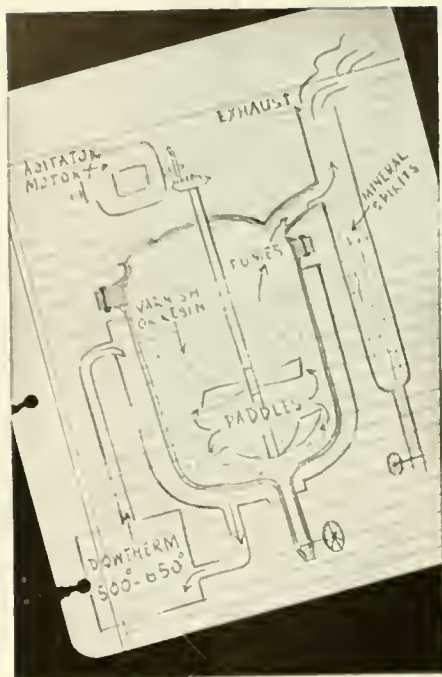 EXHAUST
AGITATOR
MOTOR
MINERAL
SPIRITS
FUMES
VARNISH
OR RESIN
PADDLES
DOWTHERM
500°-650°